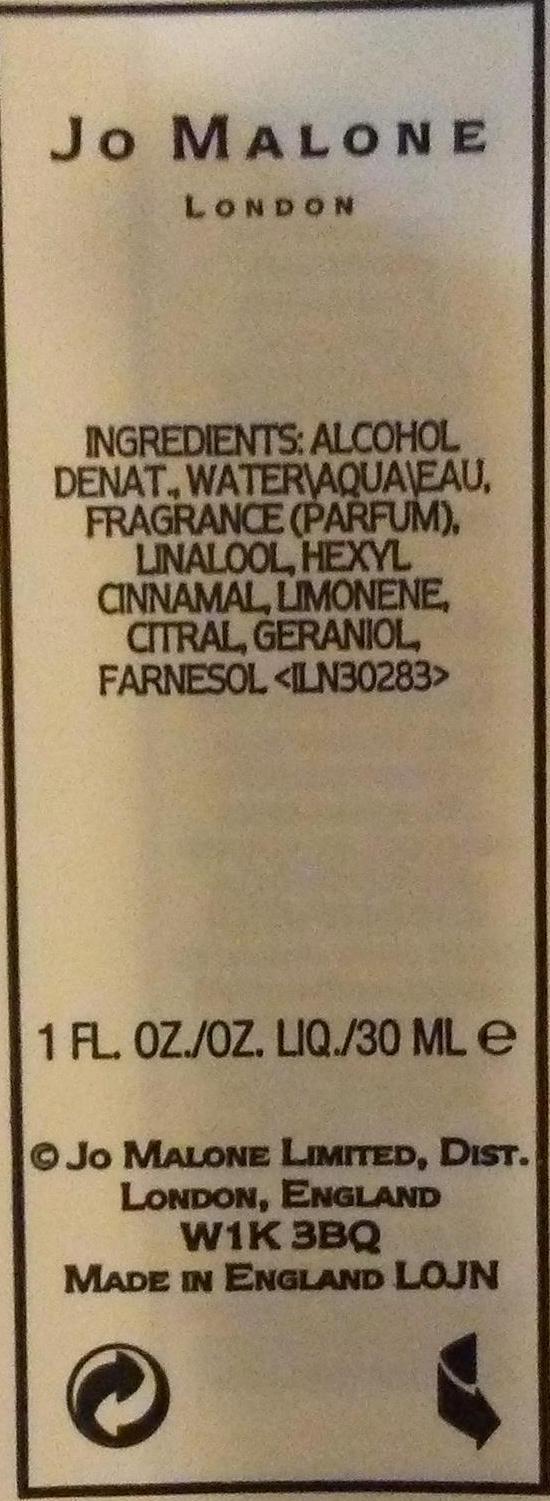 JO MALONE
LONDON
INGREDIENTS: ALCOHOL
DENAT., WATER\AQUA\EAU,
FRAGRANCE (PARFUM),
LINALOOL, HEXYL
CINNAMAL, LIMONENE,
CITRAL, GERANIOL,
FARNESOL <ILN30283>
1 FL. OZ./OZ. LIQ./30 ML ℮
© JO MALONE LIMITED, DIST.
LONDON, ENGLAND
W1K 3BQ
MADE IN ENGLAND LOJN